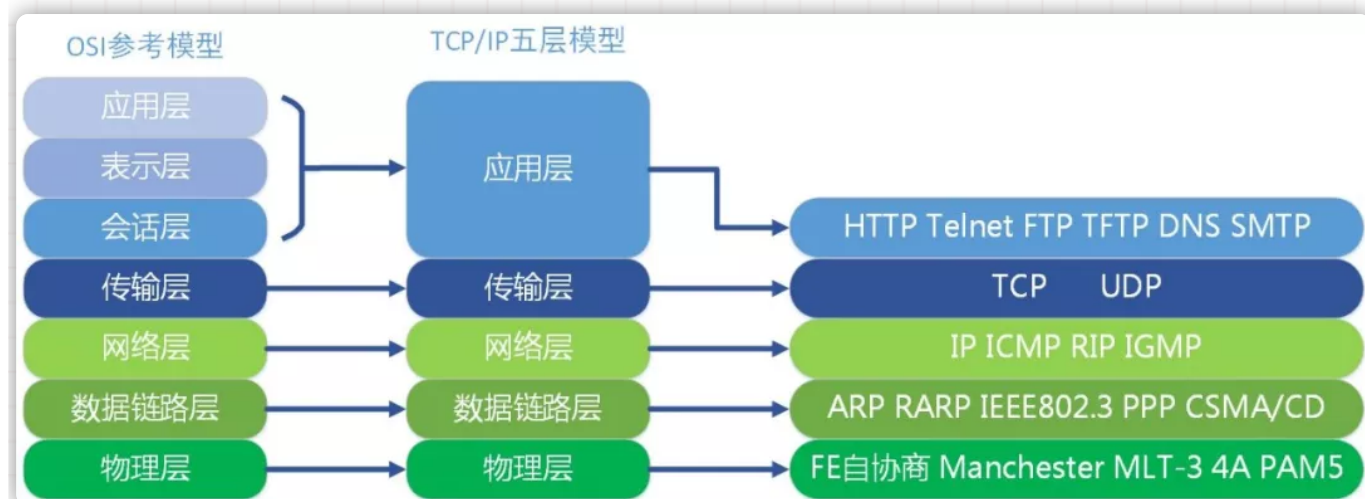 OSI参考模型
TCP/IP五层模型
应用层
表示层
会话层
传输层
网络层
数据链路层
物理层
应用层
传输层
网络层
数据链路层
物理层
HTTP Telnet FTP TFTP DNS SMTP
TCP UDP
IP ICMP RIP IGMP
ARP RARP IEEE802.3 PPP CSMA/CD
FE自协商 Manchester MLT-3 4A PAM5